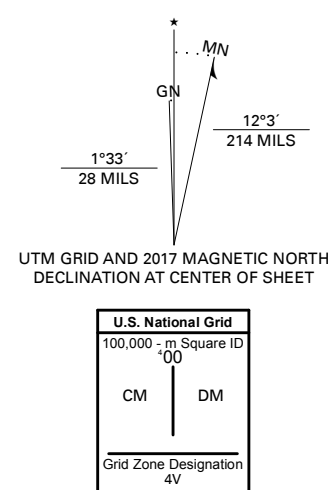 ★
MN
GN
12°3´
214 MILS
1°33´
28 MILS
UTM GRID AND 2017 MAGNETIC NORTH
DECLINATION AT CENTER OF SHEET
U.S. National Grid
100,000 - m Square ID
⁴00
CM DM
Grid Zone Designation
4V